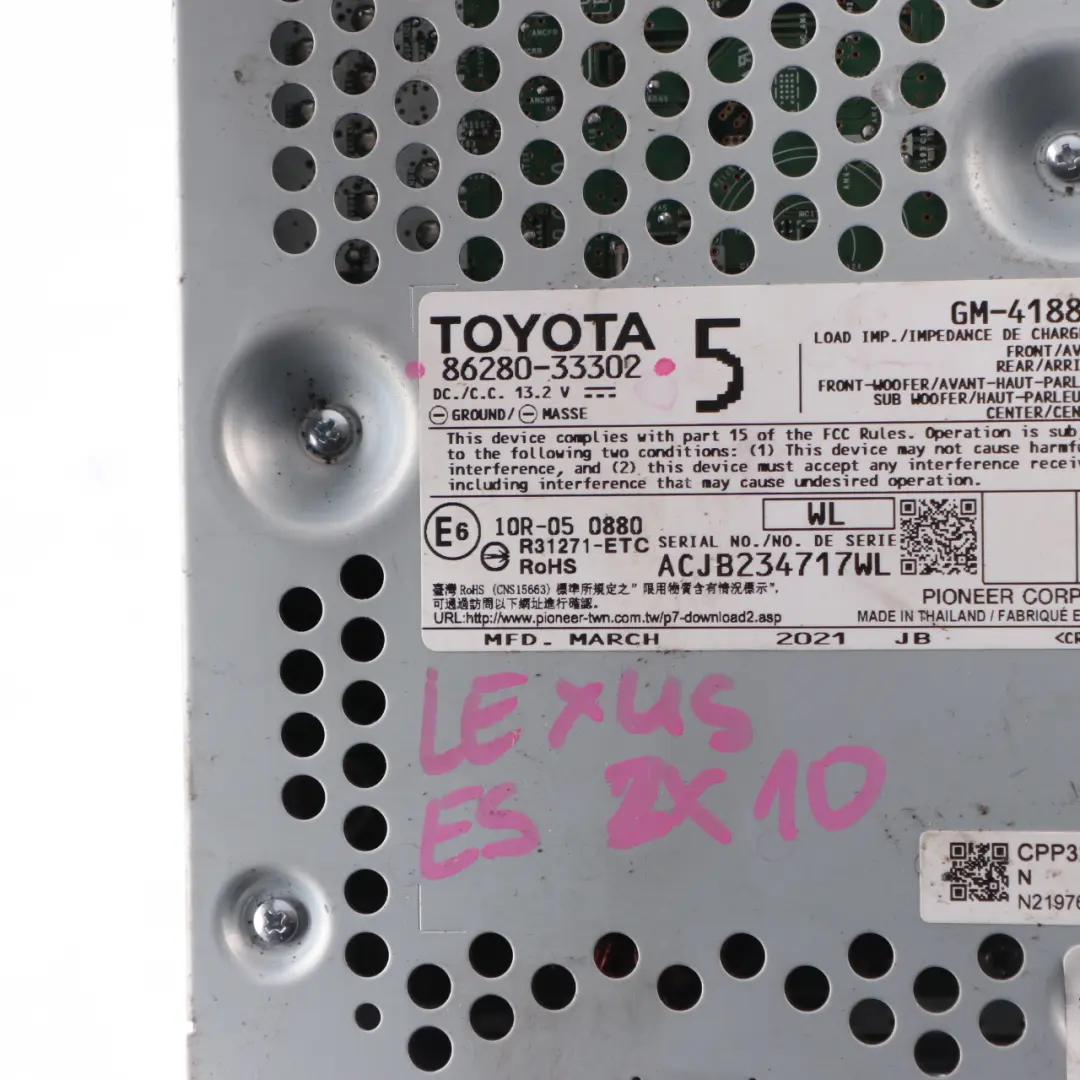 TOYOTA
86280-33302
5
DC./C.C. 13.2 V
GROUND/ MASSE
GM-4188
LOAD IMP./IMPEDANCE DE CHARGE
FRONT/AV
REAR/ARRI
FRONT-WOOFER/AVANT-HAUT-PARL
SUB WOOFER/HAUT-PARLEU
CENTER/CEN
This device complies with part 15 of the FCC Rules. Operation is sub
to the following two conditions: (1) This device may not cause harmfu
interference, and (2) this device must accept any interference recei
including interference that may cause undesired operation.
E6 10R-05 0880
R31271-ETC
RoHS
WL
SERIAL NO./NO. DE SERIE
ACJB234717WL
臺灣 RoHS (CNS15663) 標準所規定之" 限用物質含有情況標示".
可通過訪問以下網址進行確認.
URL:http://www.pioneer-twn.com.tw/p7-download2.asp
PIONEER CORP
MADE IN THAILAND / FABRIQUÉ E
MFD. MARCH 2021 JB
LEXUS
ES ZX10
CPP3
N
N2197